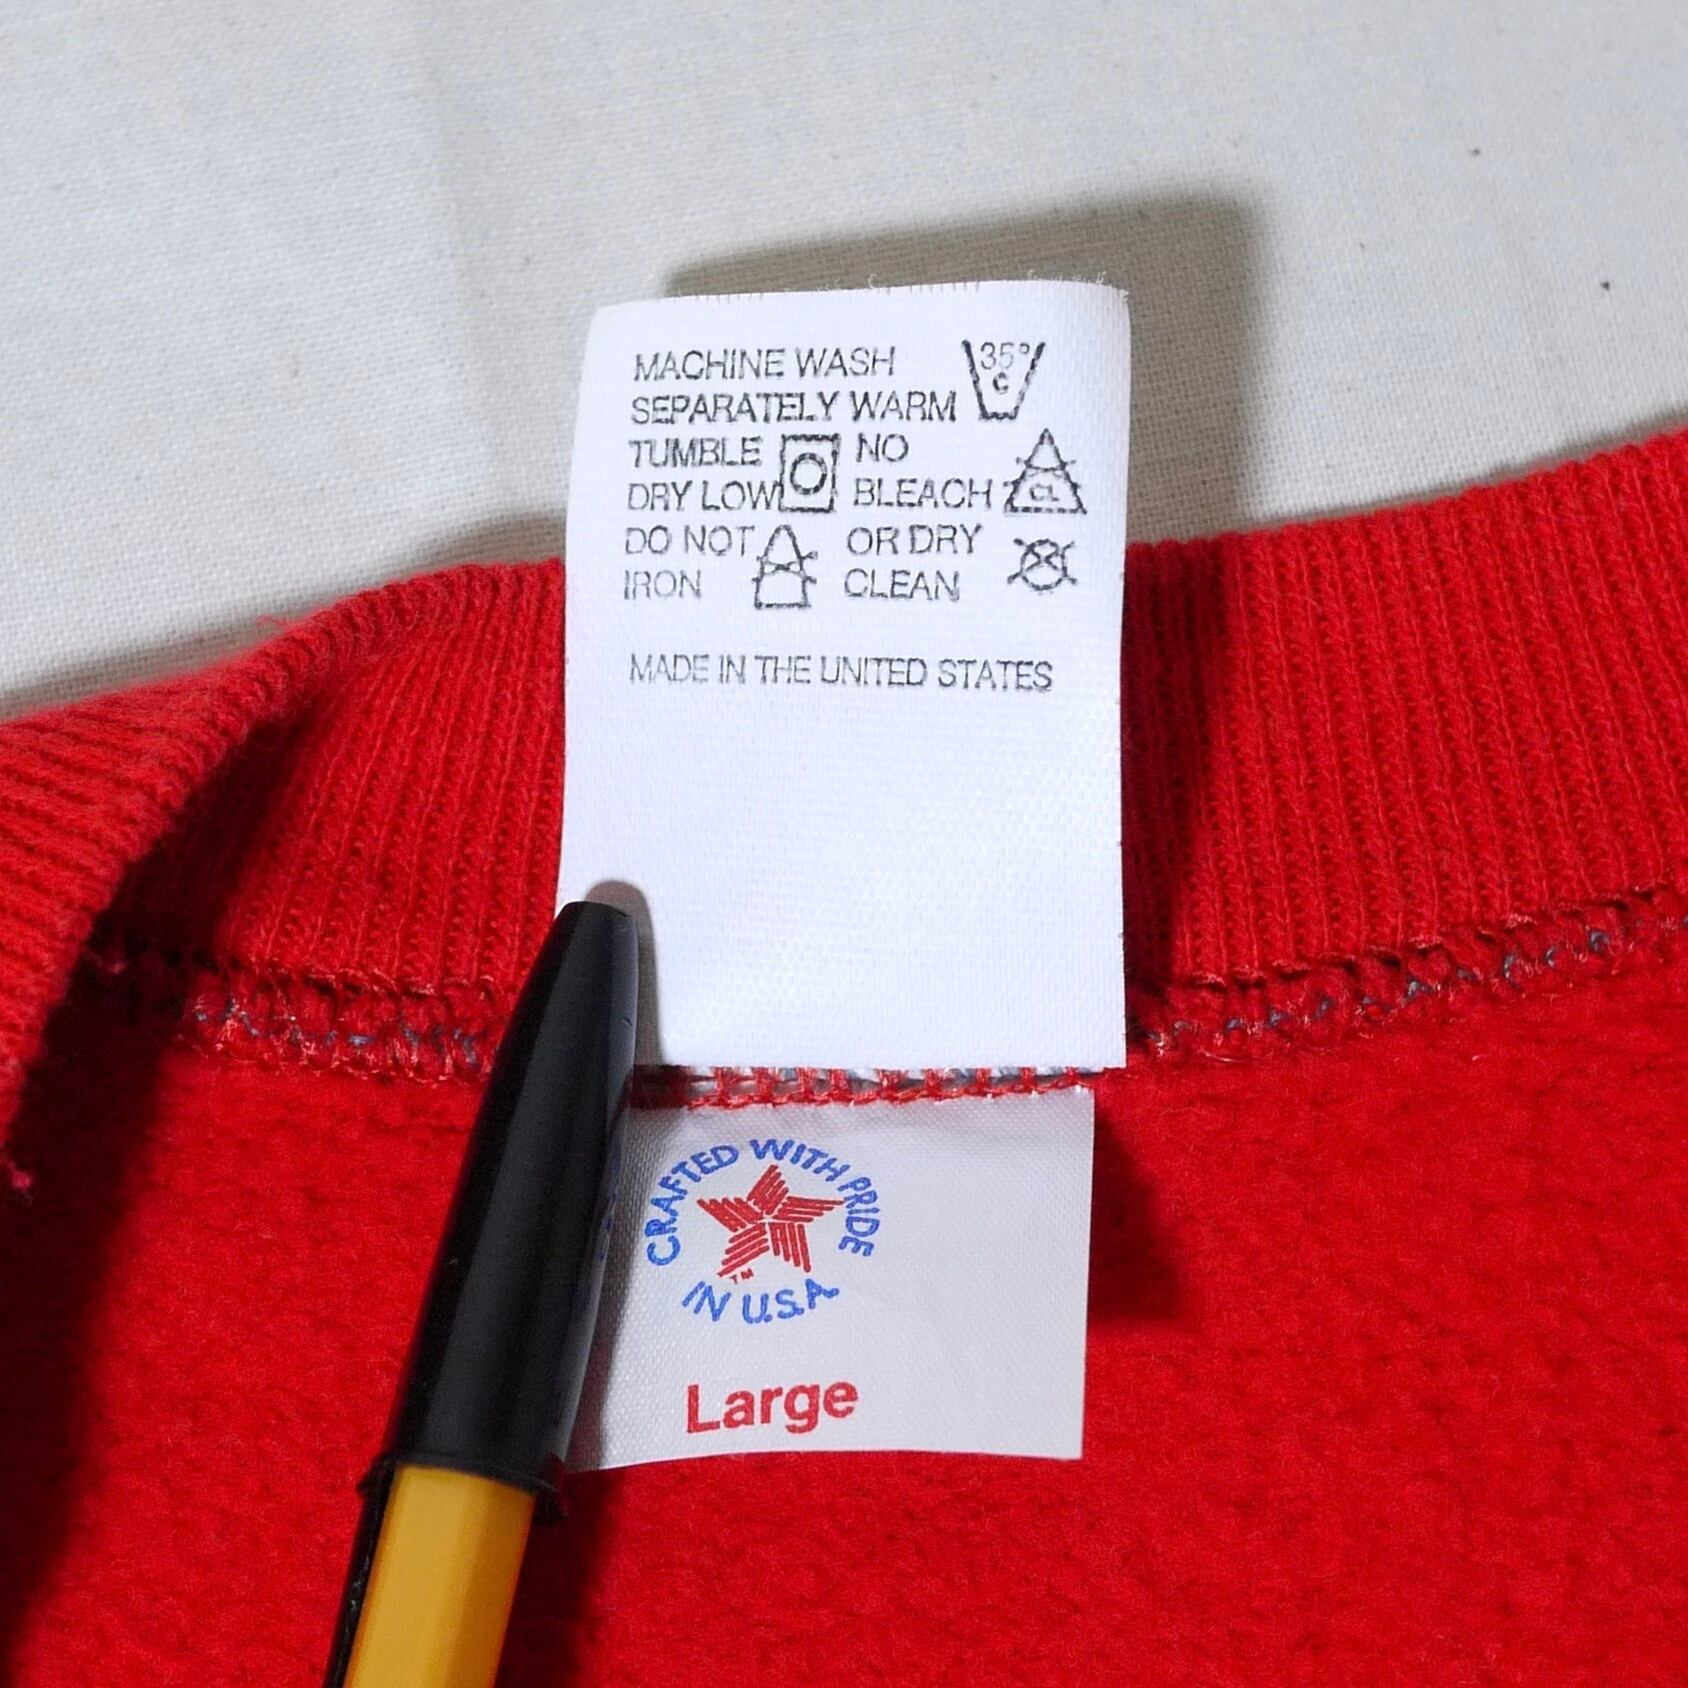 MACHINE WASH 35°
SEPARATELY WARM C
TUMBLE NO
DRY LOW BLEACH CL
DO NOT OR DRY
IRON CLEAN
MADE IN THE UNITED STATES
CRAFTED WITH PRIDE
TM
IN U.S.A
Large